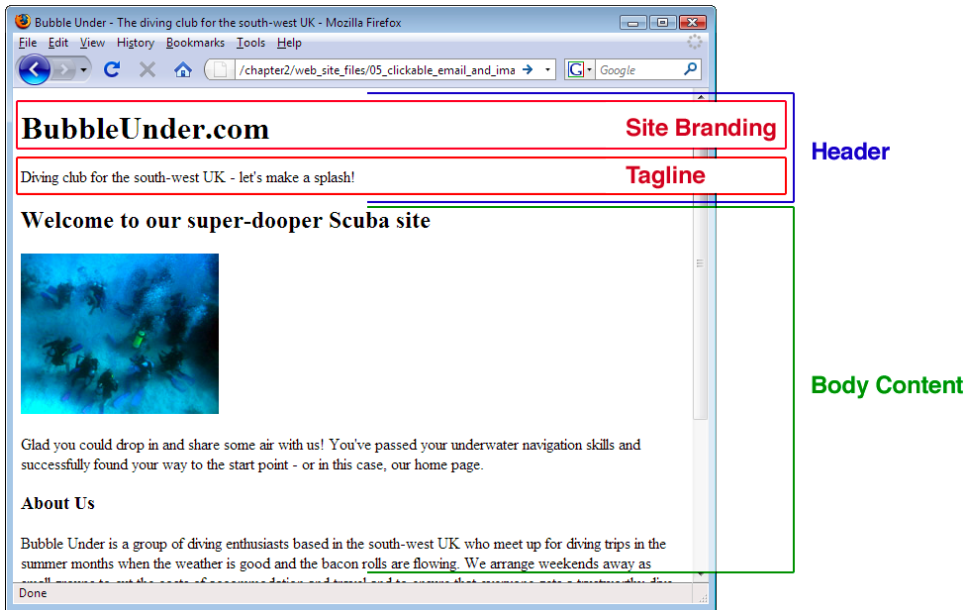 Bubble Under - The diving club for the south-west UK - Mozilla Firefox
File Edit View History Bookmarks Tools Help
/chapter2/web_site_files/05_clickable_email_and_ima
G Google
BubbleUnder.com
Site Branding
Header
Diving club for the south-west UK - let's make a splash!
Tagline
Welcome to our super-dooper Scuba site
Body Content
Glad you could drop in and share some air with us! You've passed your underwater navigation skills and
successfully found your way to the start point - or in this case, our home page.
About Us
Bubble Under is a group of diving enthusiasts based in the south-west UK who meet up for diving trips in the
summer months when the weather is good and the bacon rolls are flowing. We arrange weekends away as
Done